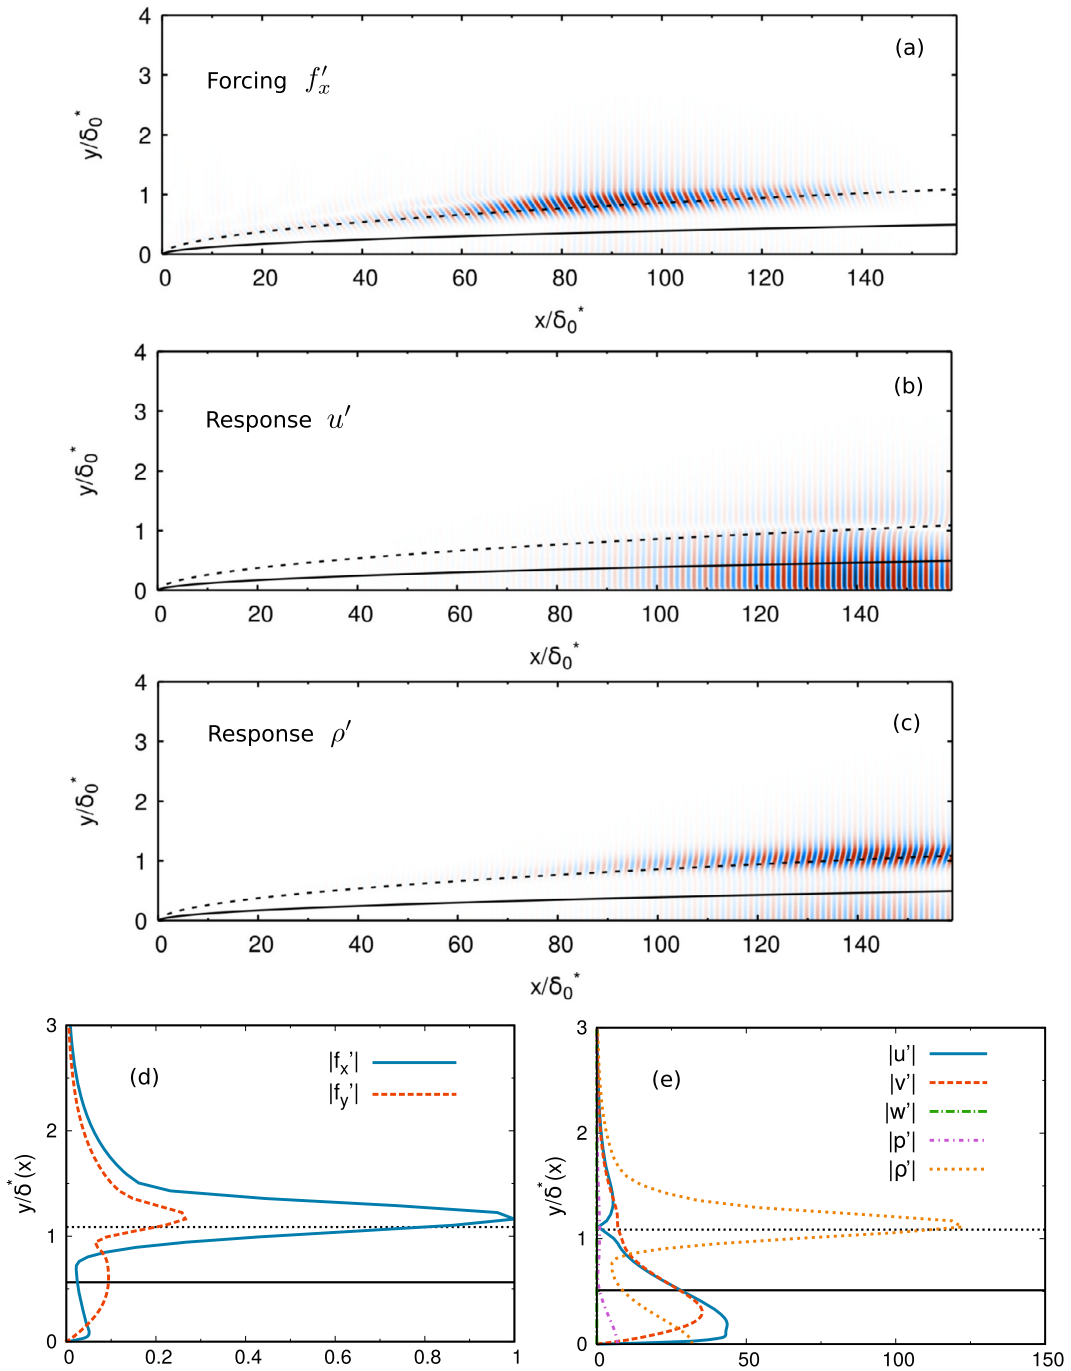 4
3
2
1
0
y/δ0*
Forcing f′x
(a)
0 20 40 60 80 100 120 140
x/δ0*
4
3
2
1
0
y/δ0*
Response u′
(b)
0 20 40 60 80 100 120 140
x/δ0*
4
3
2
1
0
y/δ0*
Response ρ′
(c)
0 20 40 60 80 100 120 140
x/δ0*
3
2
1
0
y/δ*(x)
(d)
|fx'|
|fy'|
0 0.2 0.4 0.6 0.8 1
3
2
1
0
y/δ*(x)
(e)
|u'|
|v'|
|w'|
|p'|
|ρ'|
0 50 100 150